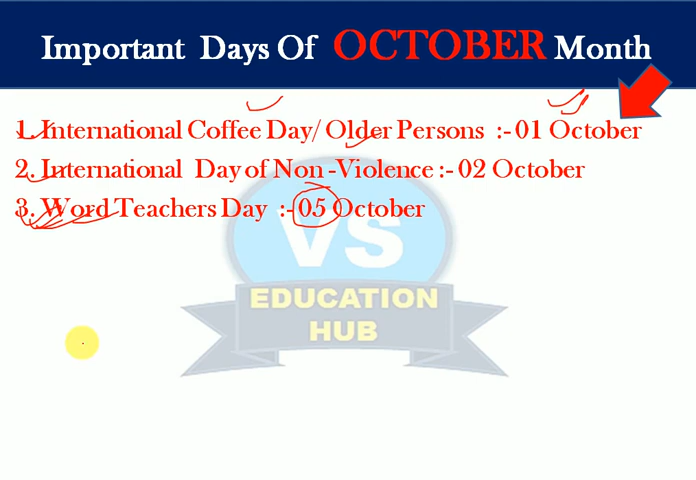 Important Days Of OCTOBER Month
1. International Coffee Day/ Older Persons :- 01 October
2. International Day of Non -Violence :- 02 October
3. Word Teachers Day :- 05 October
VS
EDUCATION
HUB